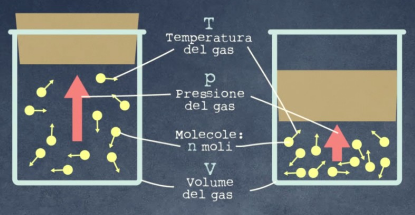 T
Temperatura
del gas
p
Pressione
del gas
Molecole:
n moli
V
Volume
del gas